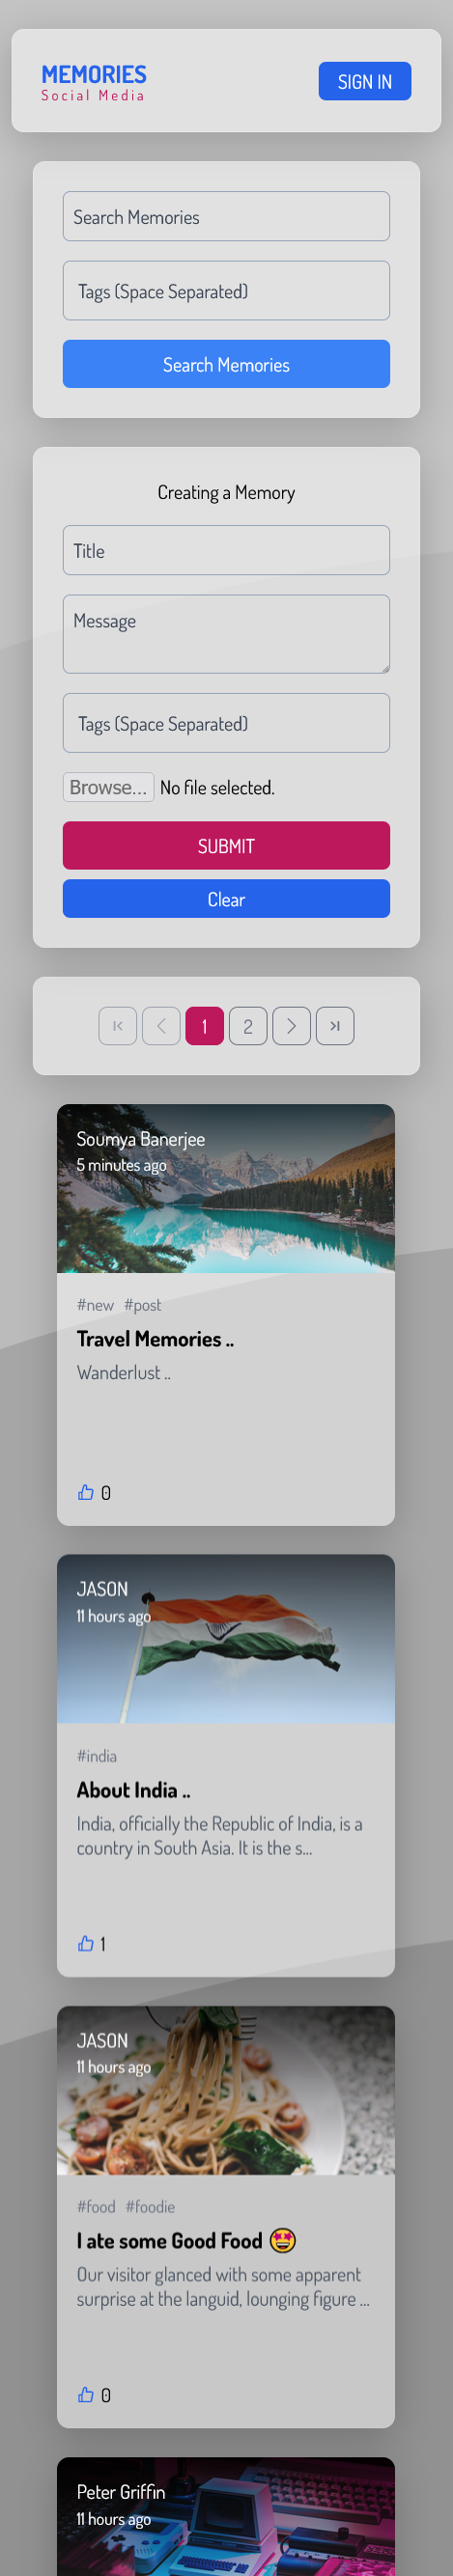 MEMORIES
Social Media
SIGN IN
Search Memories
Tags (Space Separated)
Search Memories
Creating a Memory
Title
Message
Tags (Space Separated)
Browse... No file selected.
SUBMIT
Clear
1 2
Soumya Banerjee
5 minutes ago
#new #post
Travel Memories ..
Wanderlust ..
0
JASON
11 hours ago
#india
About India ..
India, officially the Republic of India, is a
country in South Asia. It is the s...
1
JASON
11 hours ago
#food #foodie
I ate some Good Food 🤩
Our visitor glanced with some apparent
surprise at the languid, lounging figure ...
0
Peter Griffin
11 hours ago